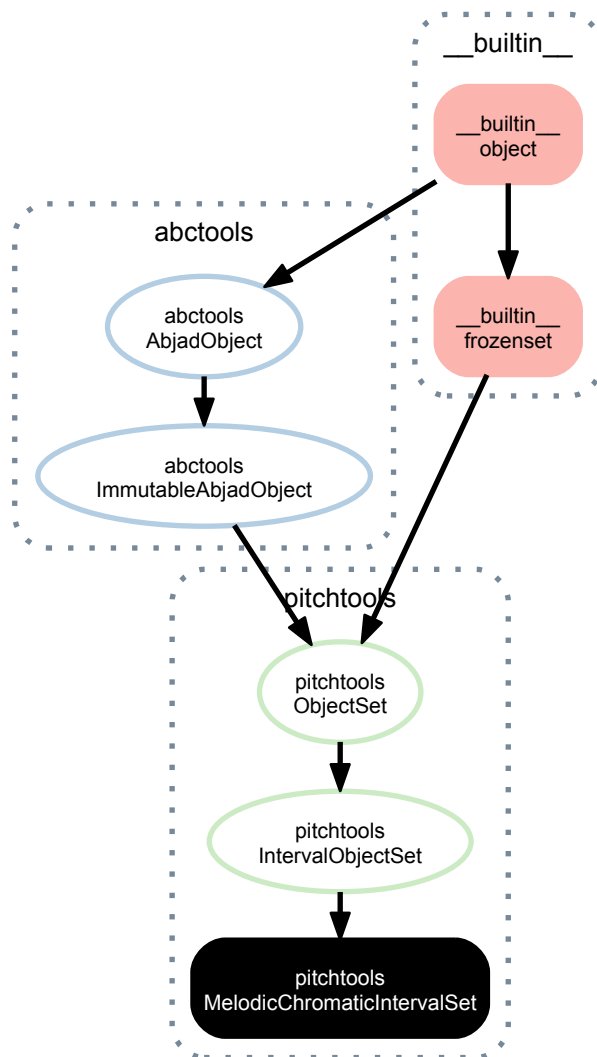 __builtin__
__builtin__
object
abctools
abctools
AbjadObject
__builtin__
frozenset
abctools
ImmutableAbjadObject
pitchtools
pitchtools
ObjectSet
pitchtools
IntervalObjectSet
pitchtools
MelodicChromaticIntervalSet